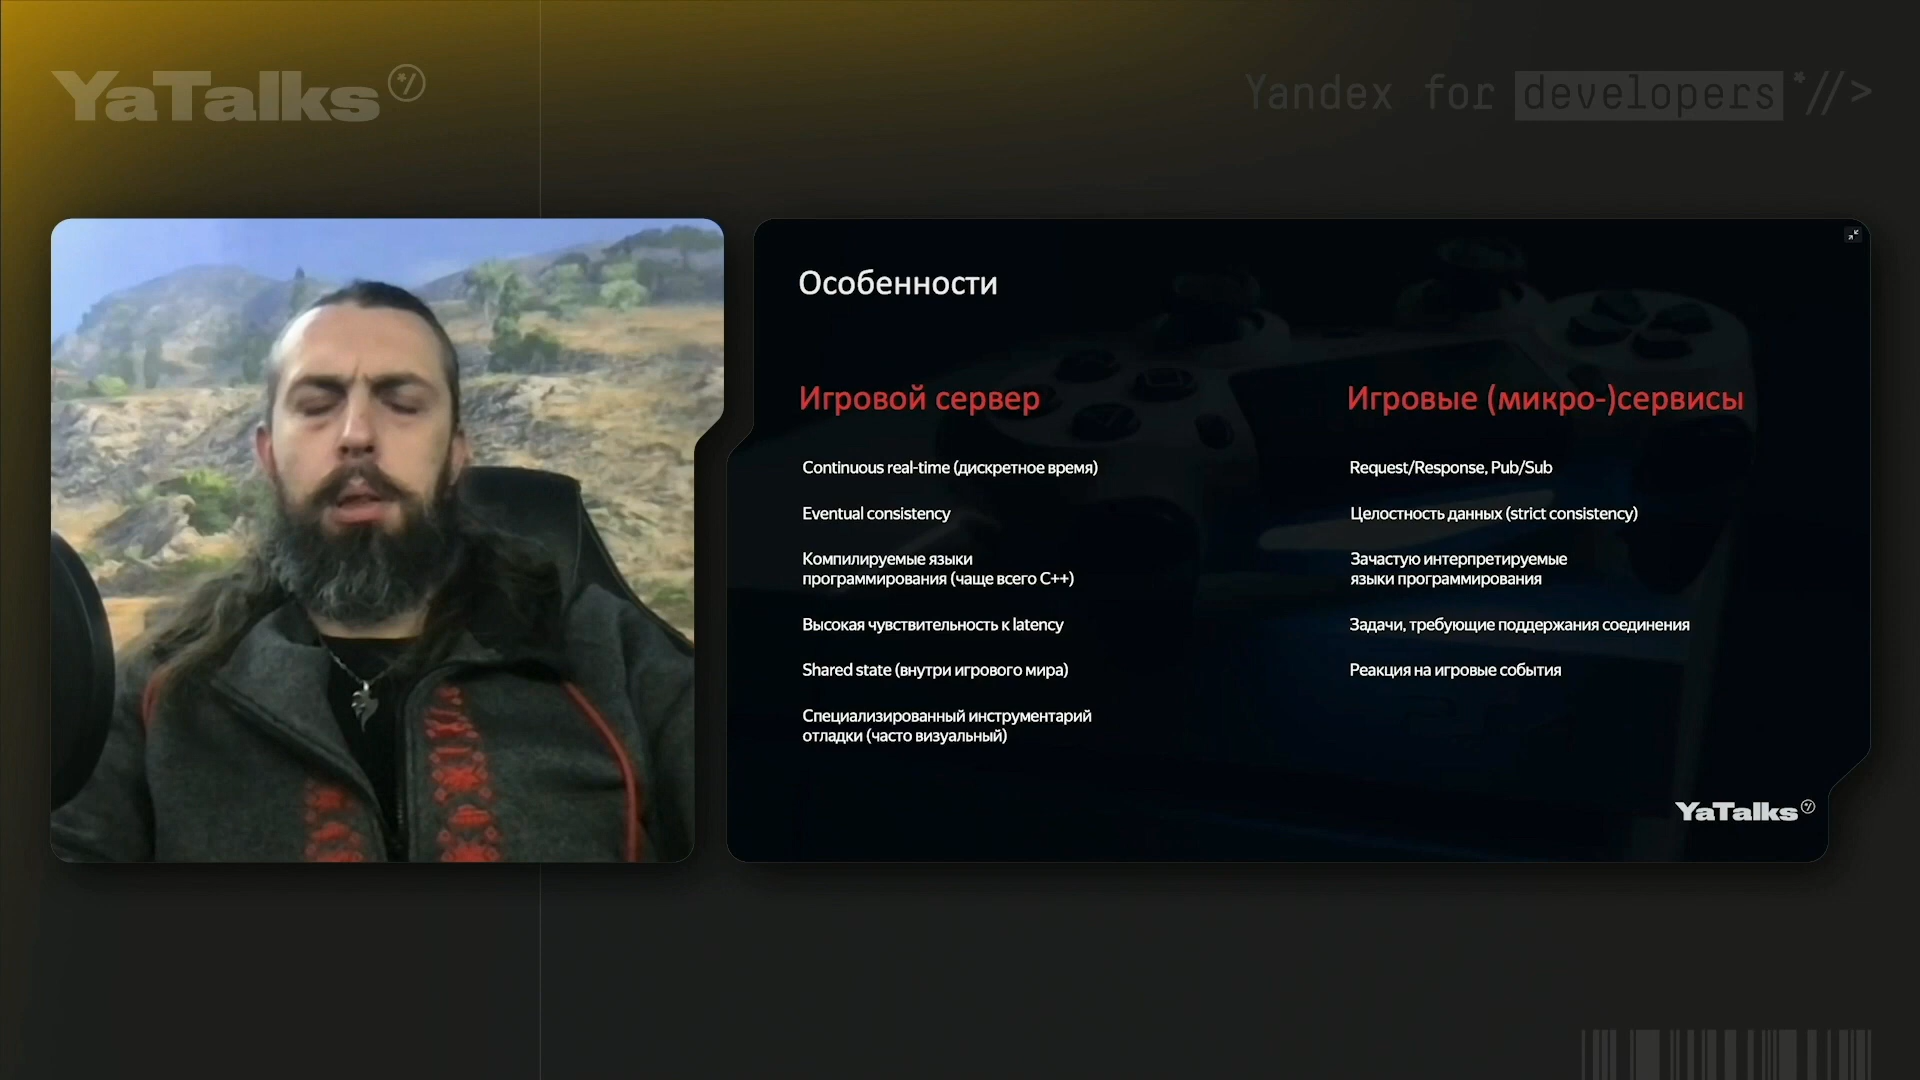 YaTalks
Yandex for developers *//>
Особенности
Игровой сервер
Continuous real-time (дискретное время)
Eventual consistency
Компилируемые языки
программирования (чаще всего C++)
Высокая чувствительность к latency
Shared state (внутри игрового мира)
Специализированный инструментарий
отладки (часто визуальный)
Игровые (микро-)сервисы
Request/Response, Pub/Sub
Целостность данных (strict consistency)
Зачастую интерпретируемые
языки программирования
Задачи, требующие поддержания соединения
Реакция на игровые события
YaTalks